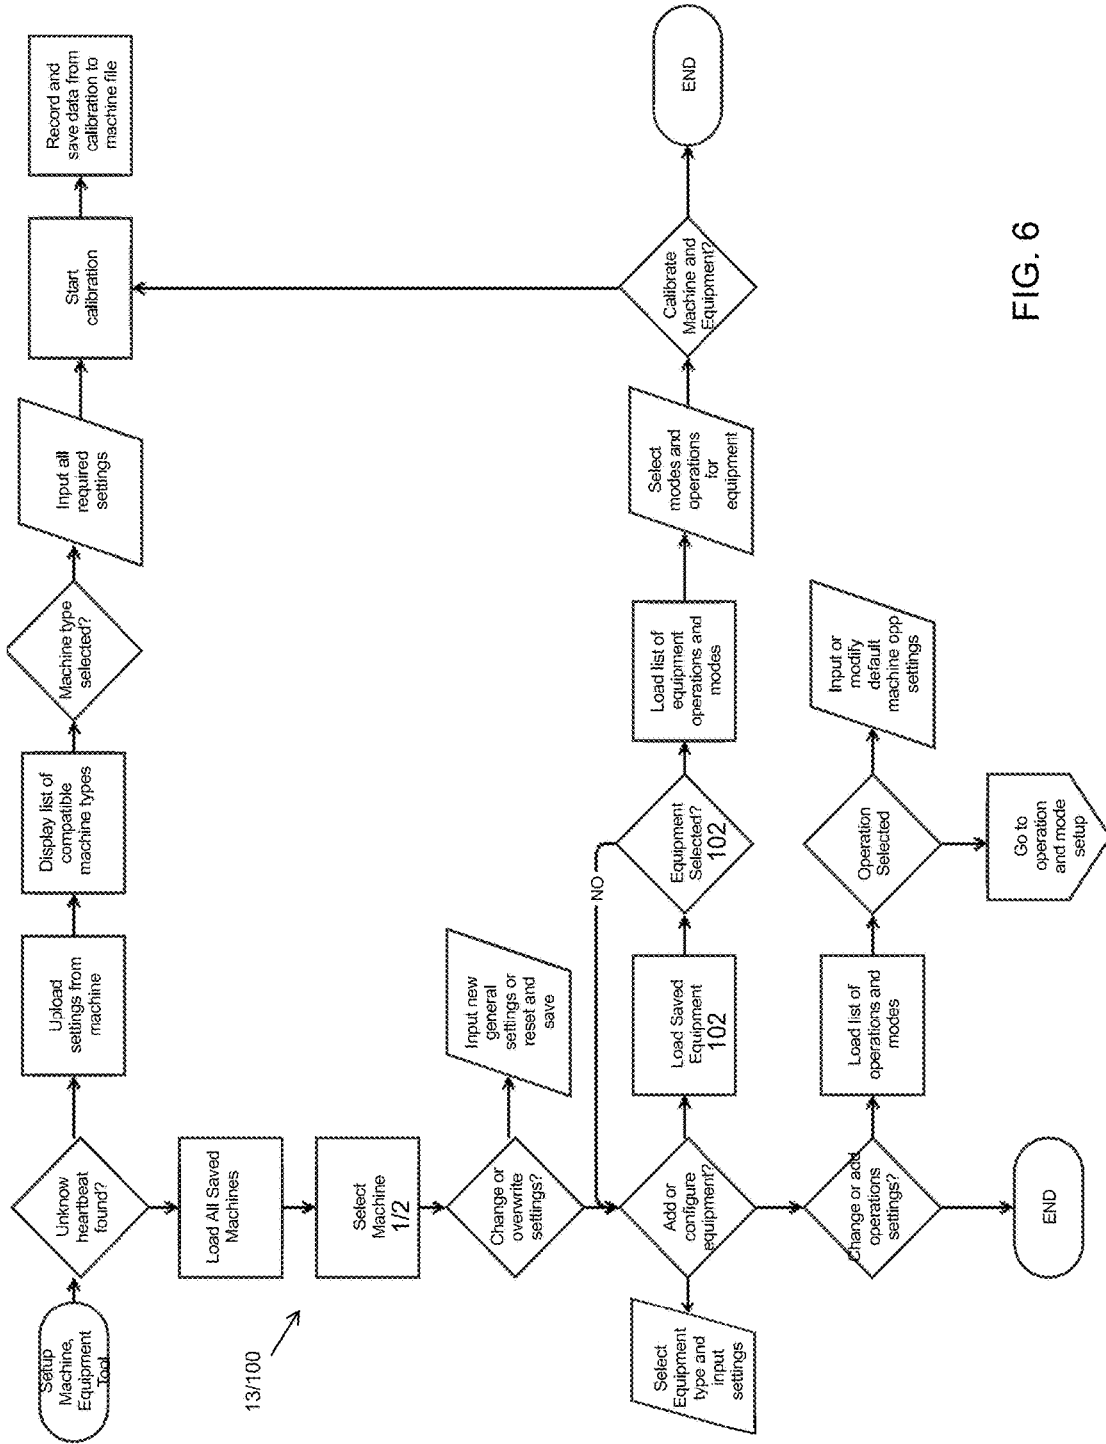 Setup
Machine,
Equipment
Tool
Unknow
heartbeat
found?
Upload
settings from
machine
Display list of
compatible
machine types
Machine type
selected?
Input all
required
settings
Start
calibration
Record and
save data from
calibration to
machine file
13/100
Load All Saved
Machines
Select
Machine
1/2
Change or
overwrite
settings?
Input new
general
settings or
reset and
save
NO
Select
Equipment
type and
input
settings
Add or
configure
equipment?
Load Saved
Equipment
102
Equipment
Selected?
102
Load list of
equipment
operations and
modes
Select
modes and
operations
for
equipment
Calibrate
Machine and
Equipment?
END
Change or add
operations
settings?
Load list of
operations and
modes
Operation
Selected
Input or
modify
default
machine opp
settings
END
Go to
operation
and mode
setup
FIG. 6